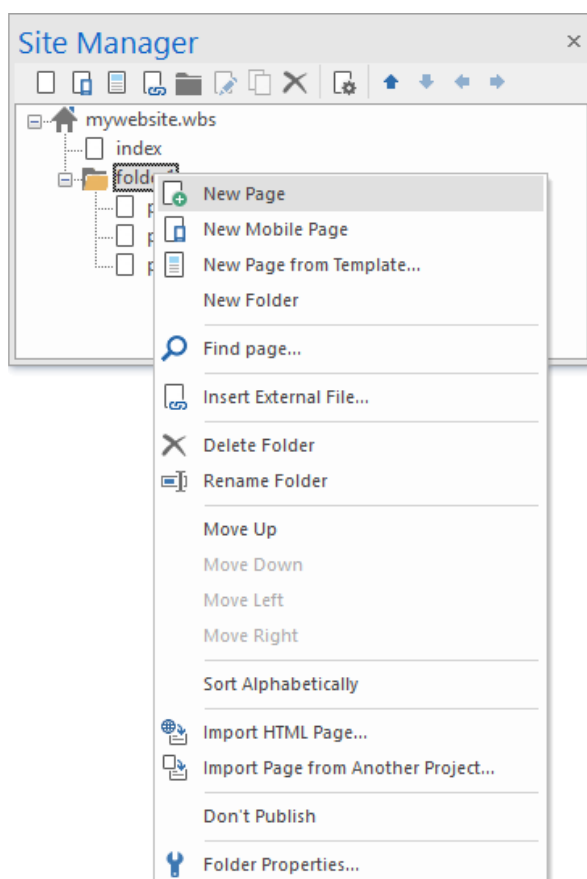 Site Manager
mywebsite.wbs
index
New Page
New Mobile Page
New Page from Template...
New Folder
Find page...
Insert External File...
Delete Folder
Rename Folder
Move Up
Move Down
Move Left
Move Right
Sort Alphabetically
Import HTML Page...
Import Page from Another Project...
Don't Publish
Folder Properties...